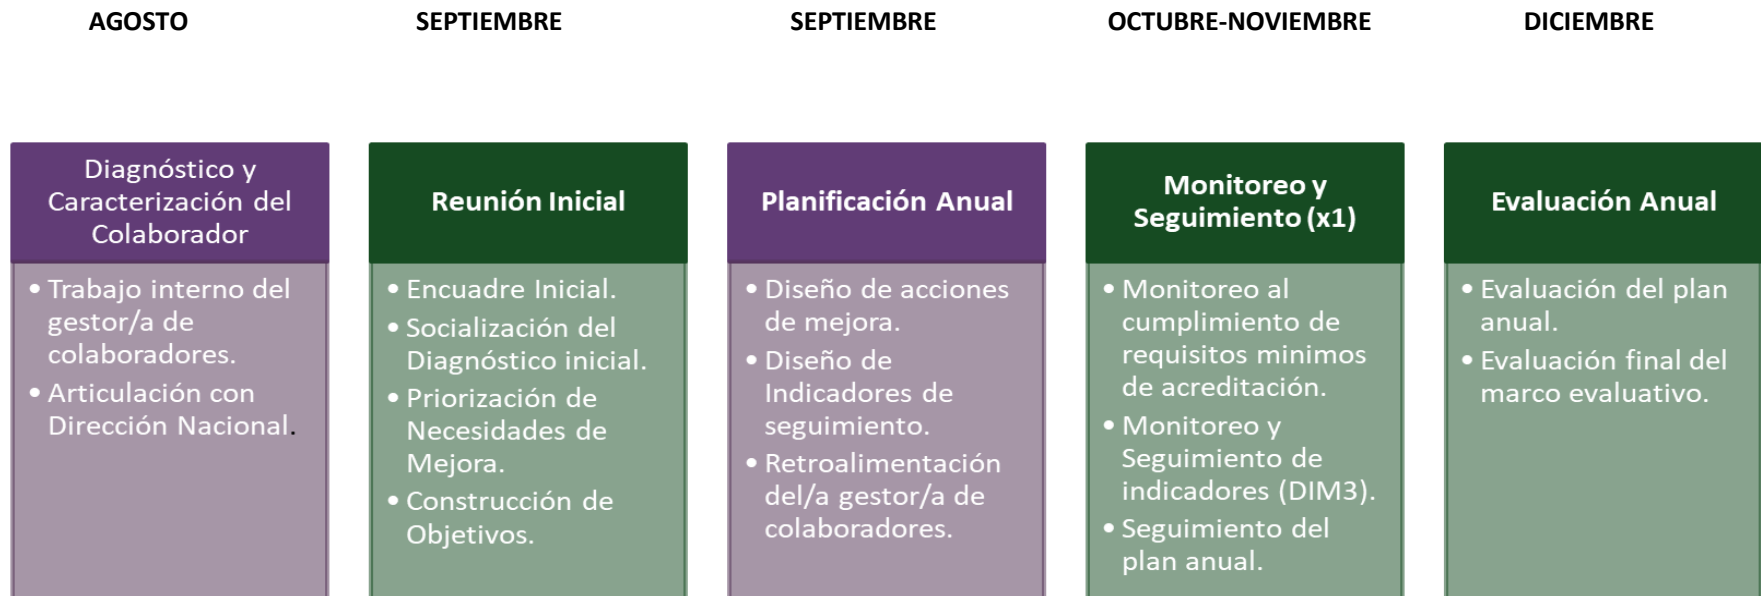 AGOSTO
SEPTIEMBRE
SEPTIEMBRE
OCTUBRE-NOVIEMBRE
DICIEMBRE
Diagnóstico y
Caracterización del
Colaborador
• Trabajo interno del
gestor/a de
colaboradores.
• Articulación con
Dirección Nacional.
Reunión Inicial
• Encuadre Inicial.
• Socialización del
Diagnóstico inicial.
• Priorización de
Necesidades de
Mejora.
• Construcción de
Objetivos.
Planificación Anual
• Diseño de acciones
de mejora.
• Diseño de
Indicadores de
seguimiento.
• Retroalimentación
del/a gestor/a de
colaboradores.
Monitoreo y
Seguimiento (x1)
• Monitoreo al
cumplimiento de
requisitos minimos
de acreditación.
• Monitoreo y
Seguimiento de
indicadores (DIM3).
• Seguimiento del
plan anual.
Evaluación Anual
• Evaluación del plan
anual.
• Evaluación final del
marco evaluativo.